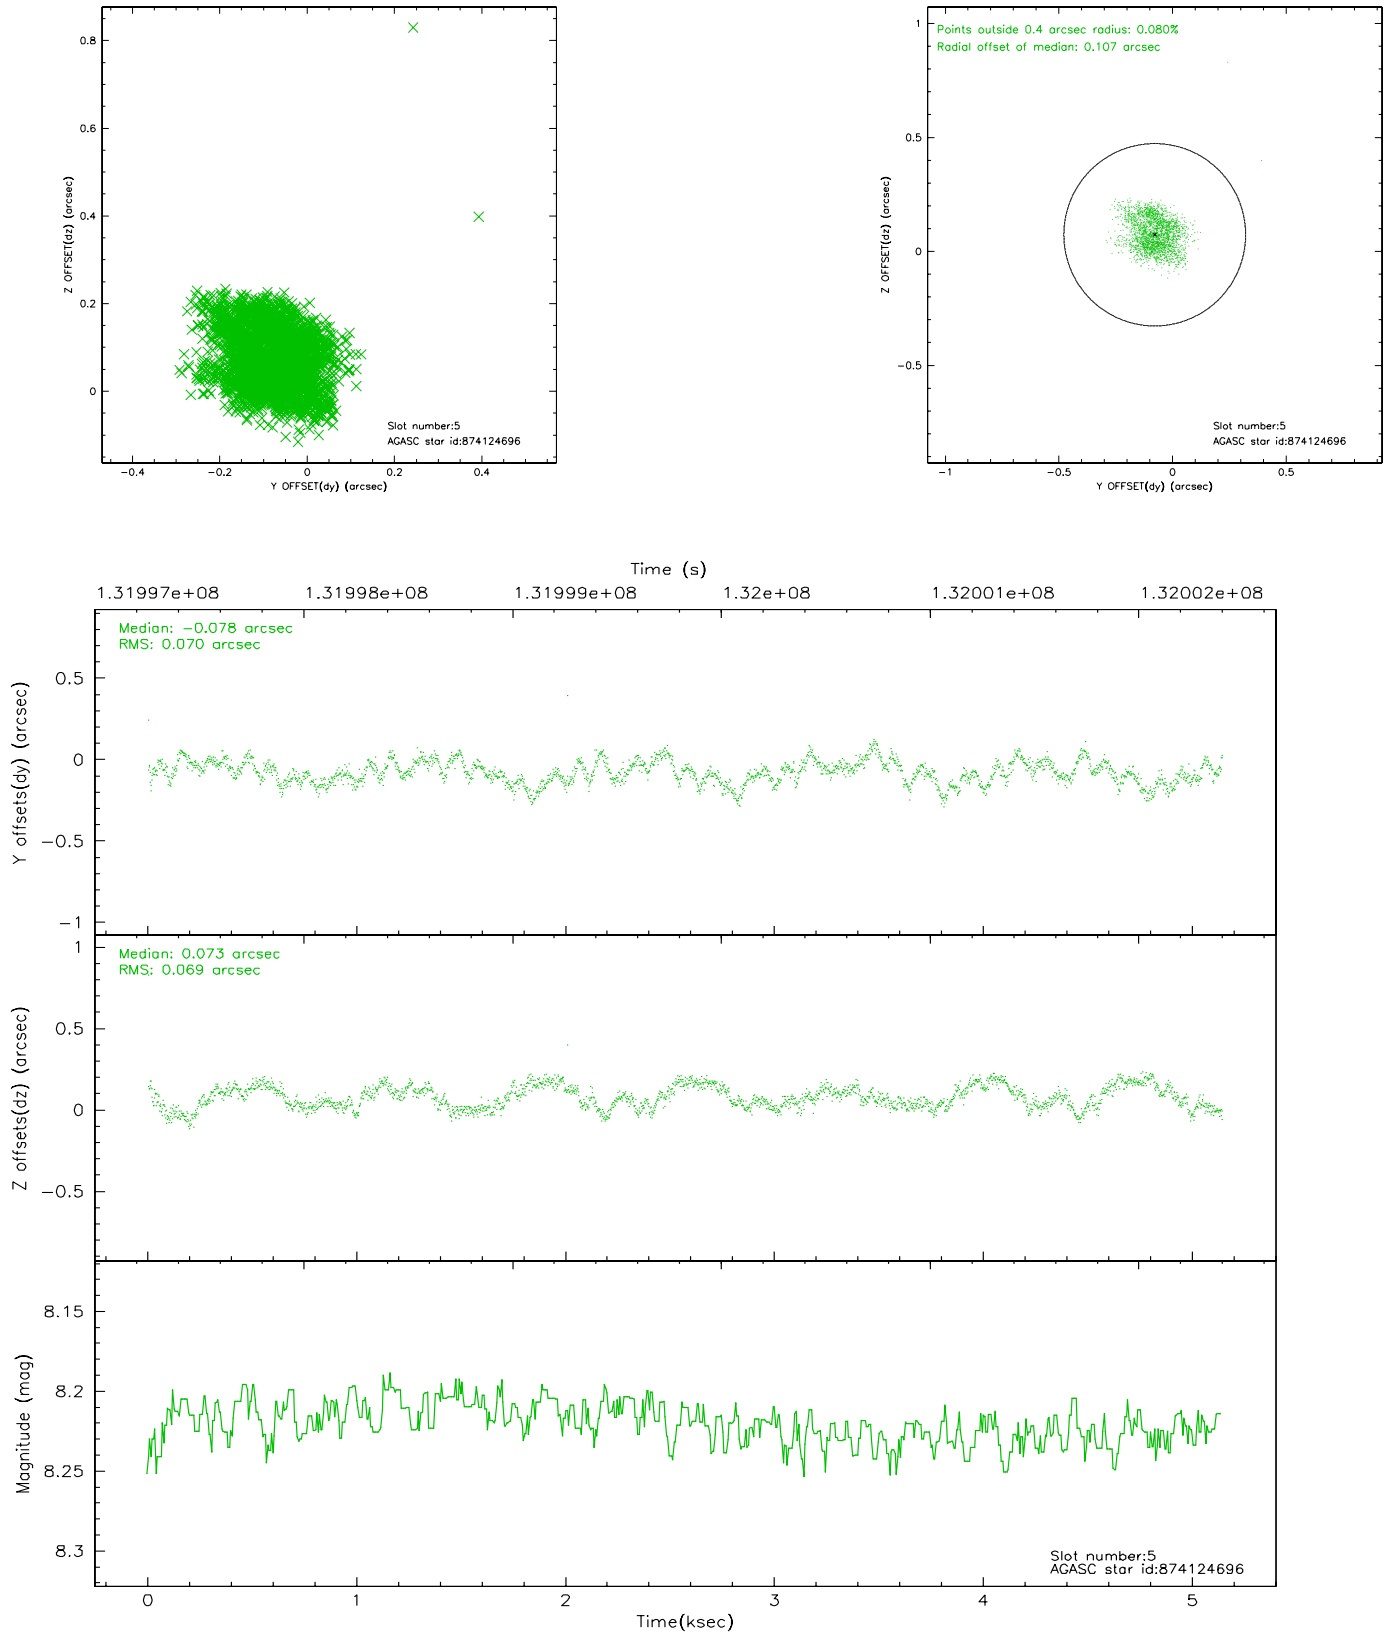 0.8
0.6
0.4
0.2
0
Z OFFSET(dz) (arcsec)
−0.4 −0.2 0 0.2 0.4
Y OFFSET(dy) (arcsec)
Slot number:5
AGASC star id:874124696
Points outside 0.4 arcsec radius: 0.080%
Radial offset of median: 0.107 arcsec
1
0.5
0
−0.5
Z OFFSET(dz) (arcsec)
−1 −0.5 0 0.5
Y OFFSET(dy) (arcsec)
Slot number:5
AGASC star id:874124696
Time (s)
1.31997e+08 1.31998e+08 1.31999e+08 1.32e+08 1.32001e+08 1.32002e+08
Median: −0.078 arcsec
RMS: 0.070 arcsec
0.5
0
−0.5
−1
Y offsets(dy) (arcsec)
Median: 0.073 arcsec
RMS: 0.069 arcsec
1
0.5
0
−0.5
Z offsets(dz) (arcsec)
8.15
8.2
8.25
8.3
Magnitude (mag)
Slot number:5
AGASC star id:874124696
0 1 2 3 4 5
Time(ksec)